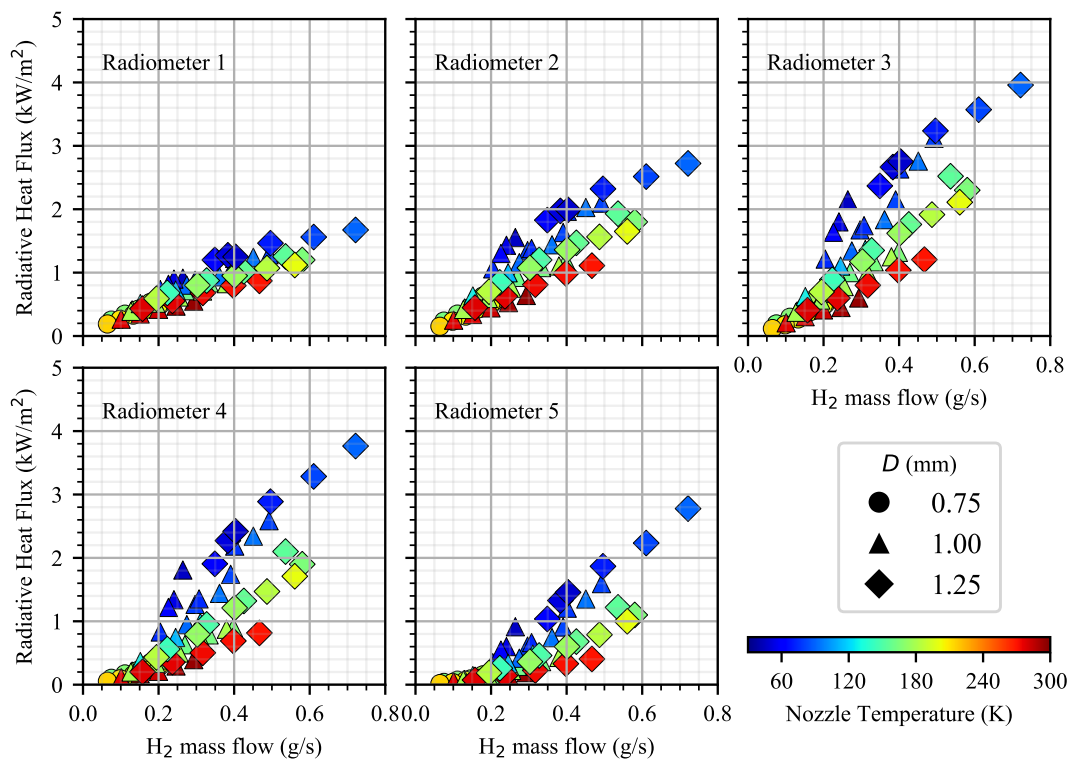 5
4
3
2
1
0
Radiative Heat Flux (kW/m²)
Radiometer 1
Radiometer 2
Radiometer 3
0.0 0.2 0.4 0.6 0.8
H₂ mass flow (g/s)
5
4
3
2
1
0
Radiative Heat Flux (kW/m²)
Radiometer 4
0.0 0.2 0.4 0.6 0.8
H₂ mass flow (g/s)
Radiometer 5
0.0 0.2 0.4 0.6 0.8
H₂ mass flow (g/s)
D (mm)
0.75
1.00
1.25
60 120 180 240 300
Nozzle Temperature (K)